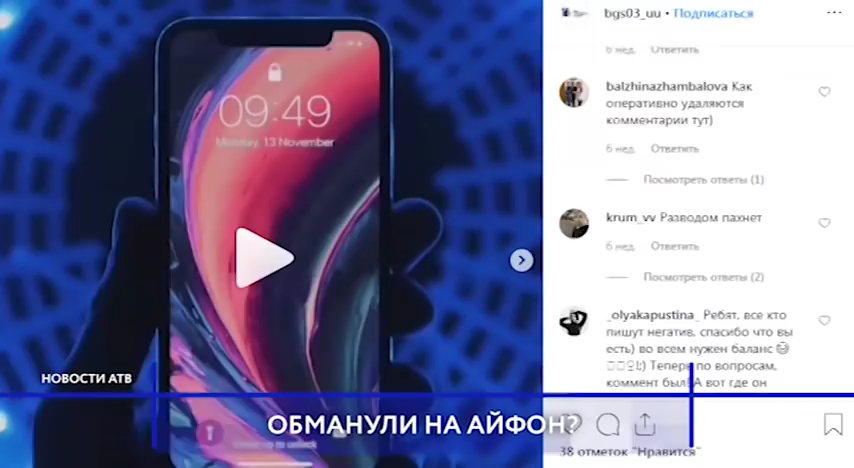 09:49
Monday, 13 November
НОВОСТИ АТВ
ОБМАНУЛИ НА АЙФОН?
bgs03_uu • Подписаться
6 нед. Ответить
balzhinazhambalova Как
оперативно удаляются
комментарии тут)
6 нед. Ответить
Посмотреть ответы (1)
krum_vv Разводом пахнет
6 нед. Ответить
Посмотреть ответы (2)
_olyakapustina_ Ребят, все кто
пишут негатив, спасибо что вы
есть) во всем нужен баланс 😅
!:) Теперь по вопросам,
коммент был! А вот где он
38 отметок "Нравится"